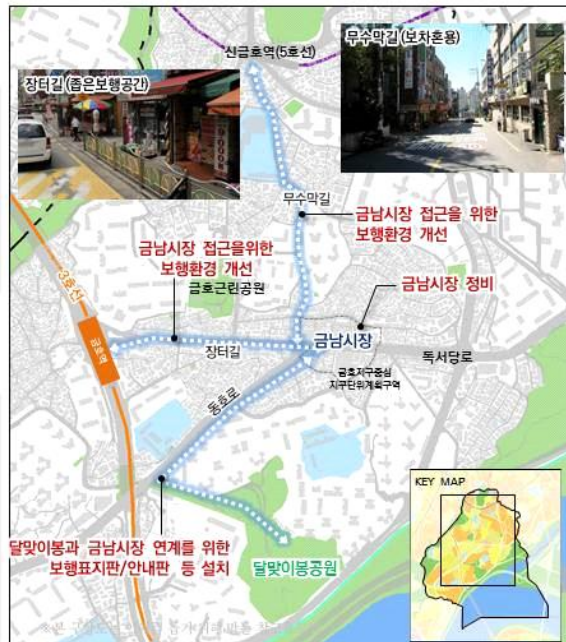 신금호역(5호선)
무수막길(보차혼용)
장터길(좁은보행공간)
무수막길
금남시장 접근을 위한
보행환경 개선
금남시장 접근을위한
보행환경 개선
금호근린공원
3호선
금호역
금남시장 정비
금남시장
장터길
독서당로
금호지구중심
지구단위계획구역
동호로
KEY MAP
달맞이봉과 금남시장 연계를 위한
보행표지판/안내판 등 설치
달맞이봉공원
※본 구상도